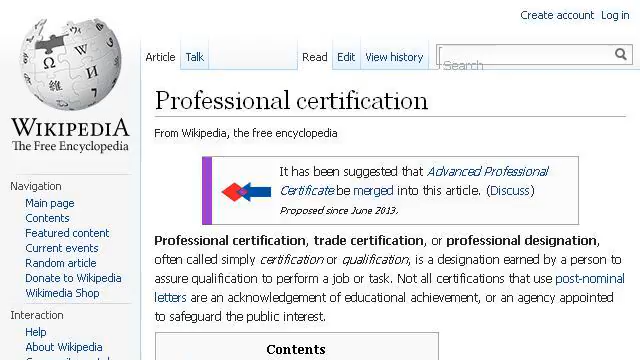 Create account Log in
Article Talk Read Edit View history Search
Professional certification
WIKIPEDIA
The Free Encyclopedia
From Wikipedia, the free encyclopedia
It has been suggested that Advanced Professional
Certificate be merged into this article. (Discuss)
Proposed since June 2013.
Navigation
Main page
Contents
Featured content
Current events
Random article
Donate to Wikipedia
Wikimedia Shop
Interaction
Help
About Wikipedia
Professional certification, trade certification, or professional designation,
often called simply certification or qualification, is a designation earned by a person to
assure qualification to perform a job or task. Not all certifications that use post-nominal
letters are an acknowledgement of educational achievement, or an agency appointed
to safeguard the public interest.
Contents